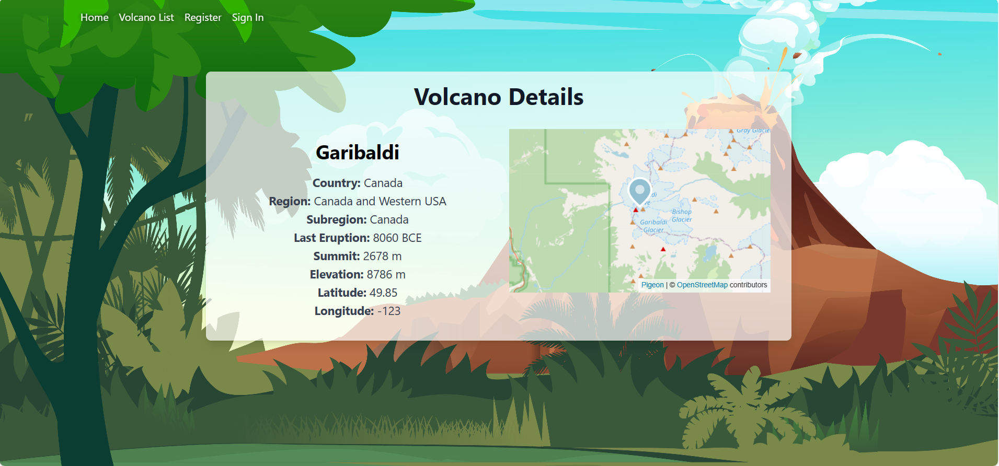 Home Volcano List Register Sign In
Volcano Details
Garibaldi
Country: Canada
Region: Canada and Western USA
Subregion: Canada
Last Eruption: 8060 BCE
Summit: 2678 m
Elevation: 8786 m
Latitude: 49.85
Longitude: -123
Gray Glacie
Bishop
Glacier
Garibaldi
Glacier
Pigeon | © OpenStreetMap contributors